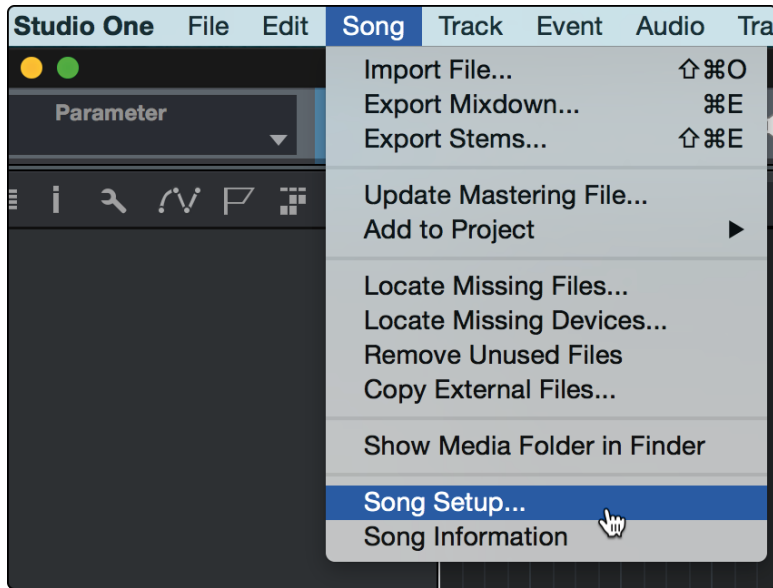 Studio One File Edit Song Track Event Audio Tra
Parameter
Import File... ⇧⌘O
Export Mixdown... ⌘E
Export Stems... ⇧⌘E
Update Mastering File...
Add to Project
Locate Missing Files...
Locate Missing Devices...
Remove Unused Files
Copy External Files...
Show Media Folder in Finder
Song Setup...
Song Information